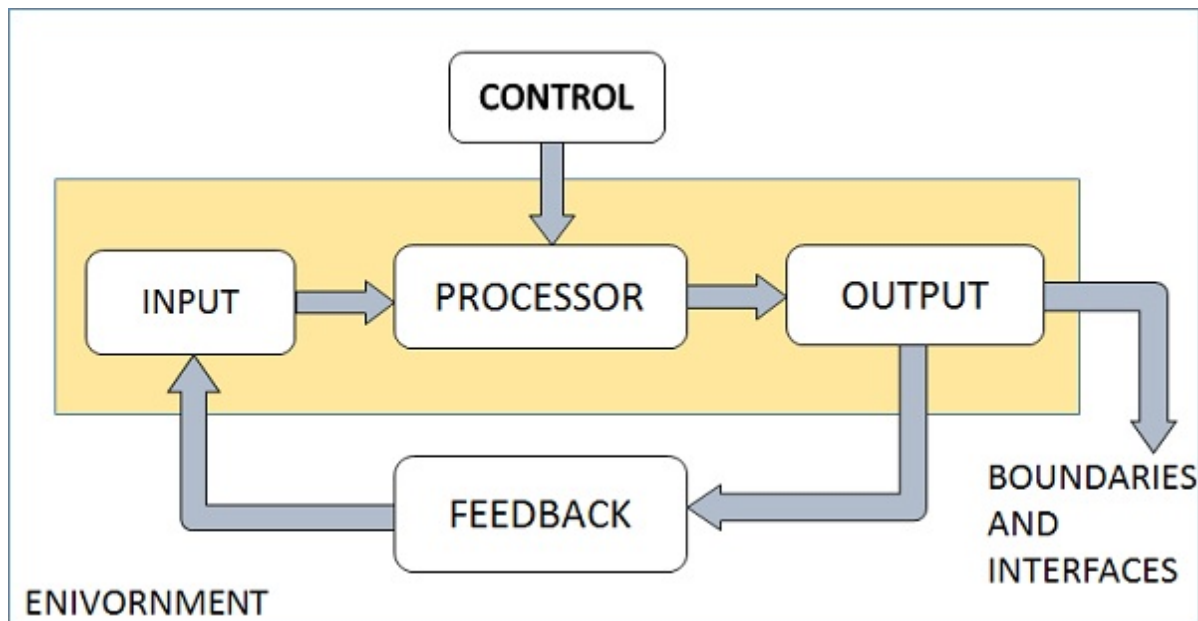 CONTROL
INPUT
PROCESSOR
OUTPUT
FEEDBACK
BOUNDARIES
AND
INTERFACES
ENIVORNMENT